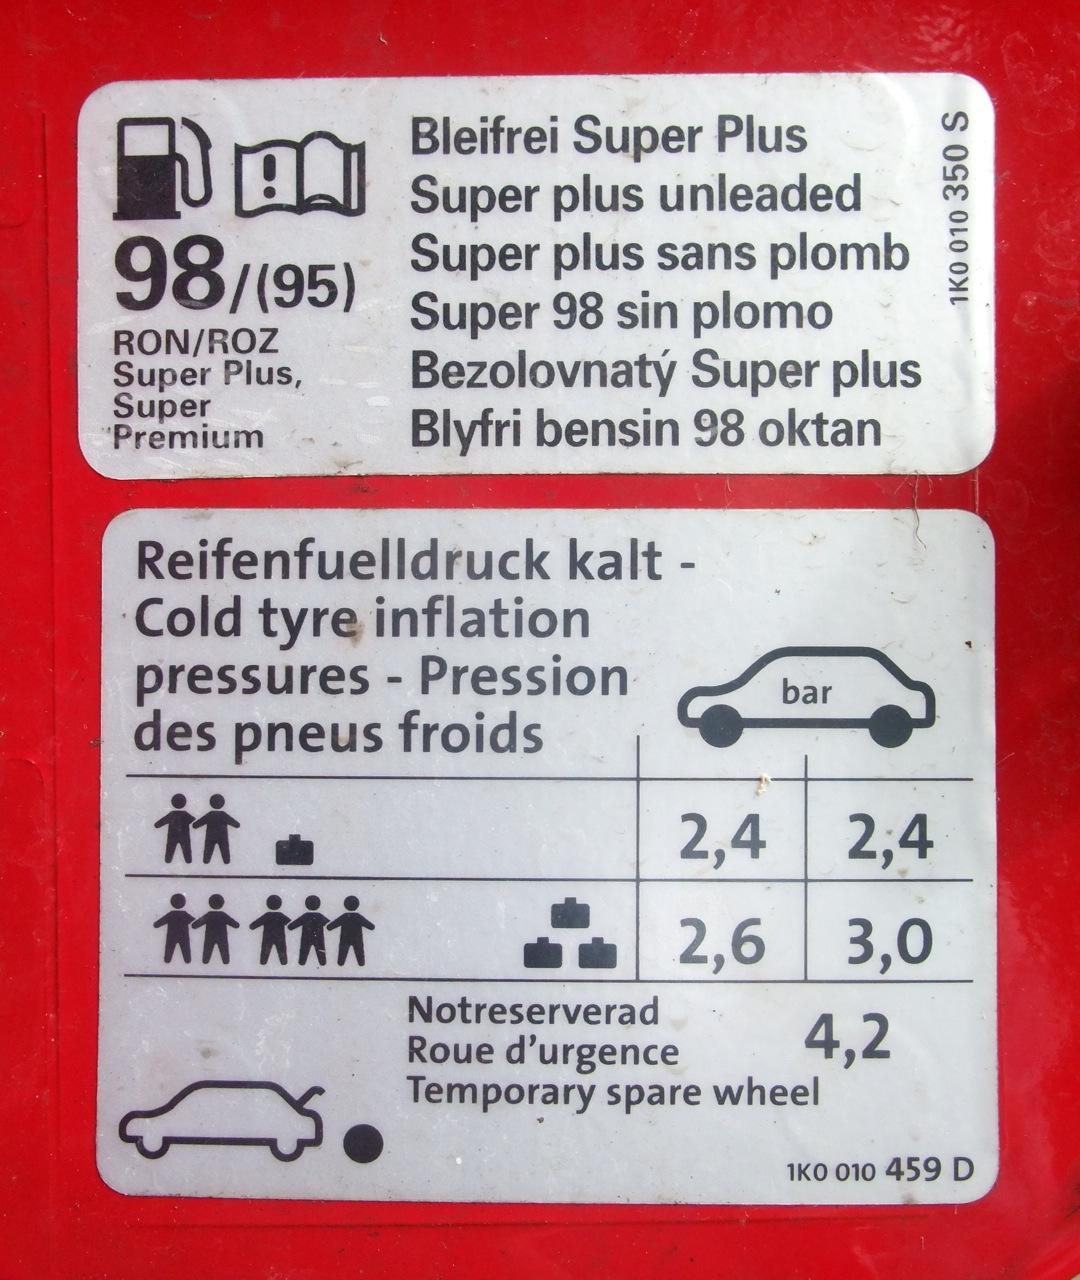 98/(95)
RON/ROZ
Super Plus,
Super
Premium
Bleifrei Super Plus
Super plus unleaded
Super plus sans plomb
Super 98 sin plomo
Bezolovnatý Super plus
Blyfri bensin 98 oktan
1K0 010 350 S
Reifenfuelldruck kalt -
Cold tyre inflation
pressures - Pression
des pneus froids
bar
2,4 2,4
2,6 3,0
Notreserverad
Roue d'urgence
Temporary spare wheel
4,2
1K0 010 459 D